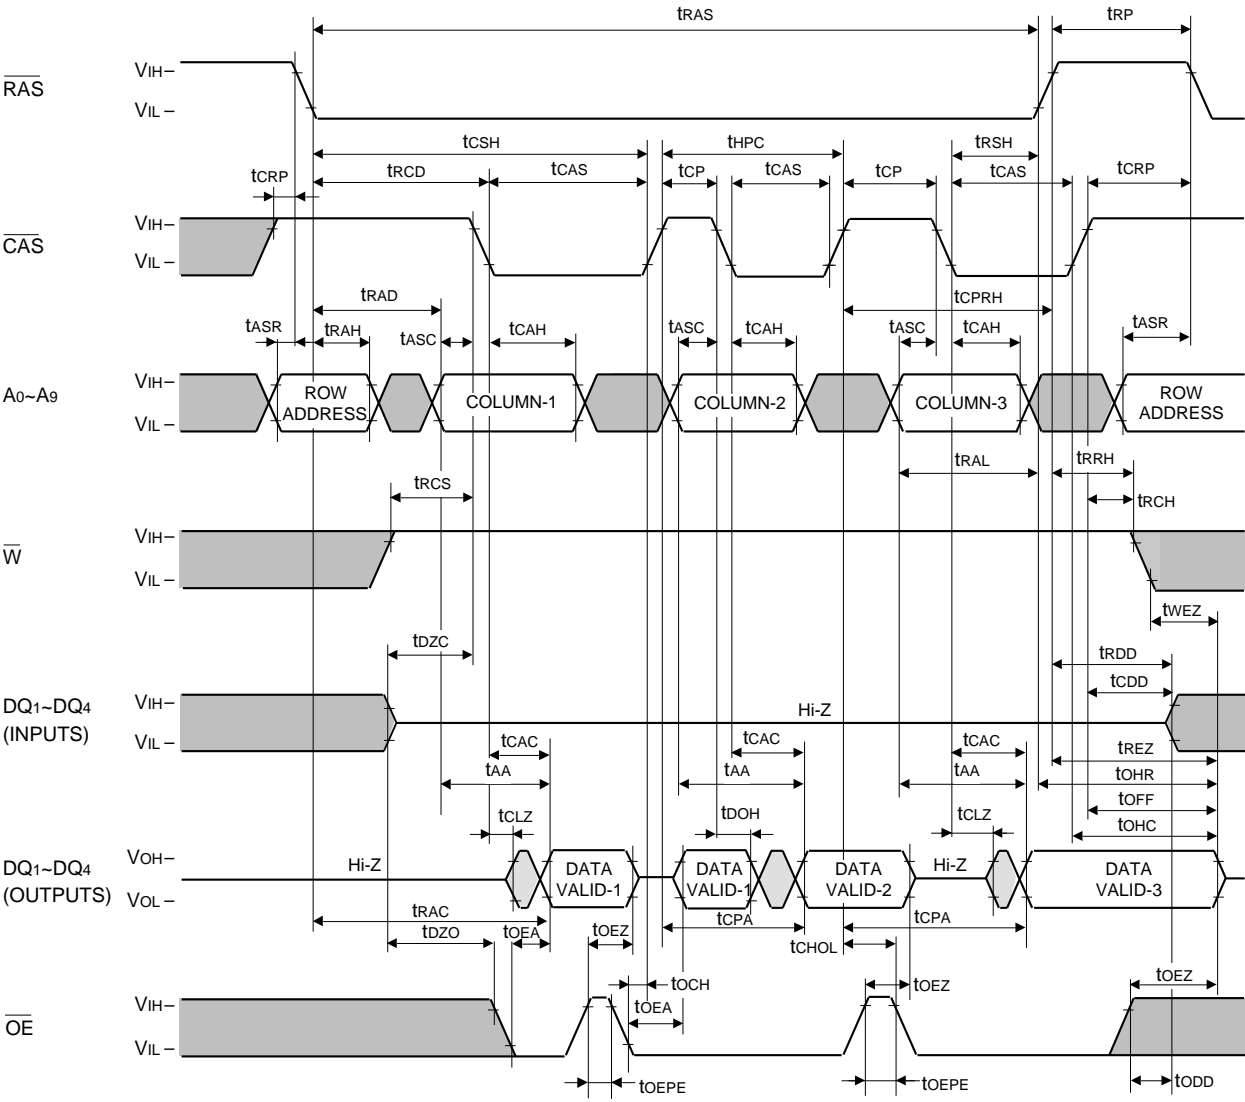 tRAS tRP
RAS VIH– VIL–
tCSH tHPC tRSH
tCRP tRCD tCAS tCP tCAS tCP tCAS tCRP
CAS VIH– VIL–
tRAD tCPRH
tASR tRAH tASC tCAH tASC tCAH tASC tCAH tASR
A0~A9 VIH– VIL–
ROW ADDRESS COLUMN-1 COLUMN-2 COLUMN-3 ROW ADDRESS
tRAL tRRH
tRCS tRCH
W VIH– VIL–
tWEZ
tDZC tRDD
tCDD
DQ1~DQ4 (INPUTS) VIH– VIL–
Hi-Z
tCAC tCAC tCAC tREZ
tAA tAA tAA tOHR
tCLZ tDOH tCLZ tOFF
tOHC
DQ1~DQ4 (OUTPUTS) VOH– VOL–
Hi-Z DATA VALID-1 DATA VALID-1 DATA VALID-2 Hi-Z DATA VALID-3
tRAC tCPA tCPA
tDZO tOEA tOEZ tCHOL
tOCH tOEZ tOEZ
tOEA
OE VIH– VIL–
tOEPE tOEPE tODD